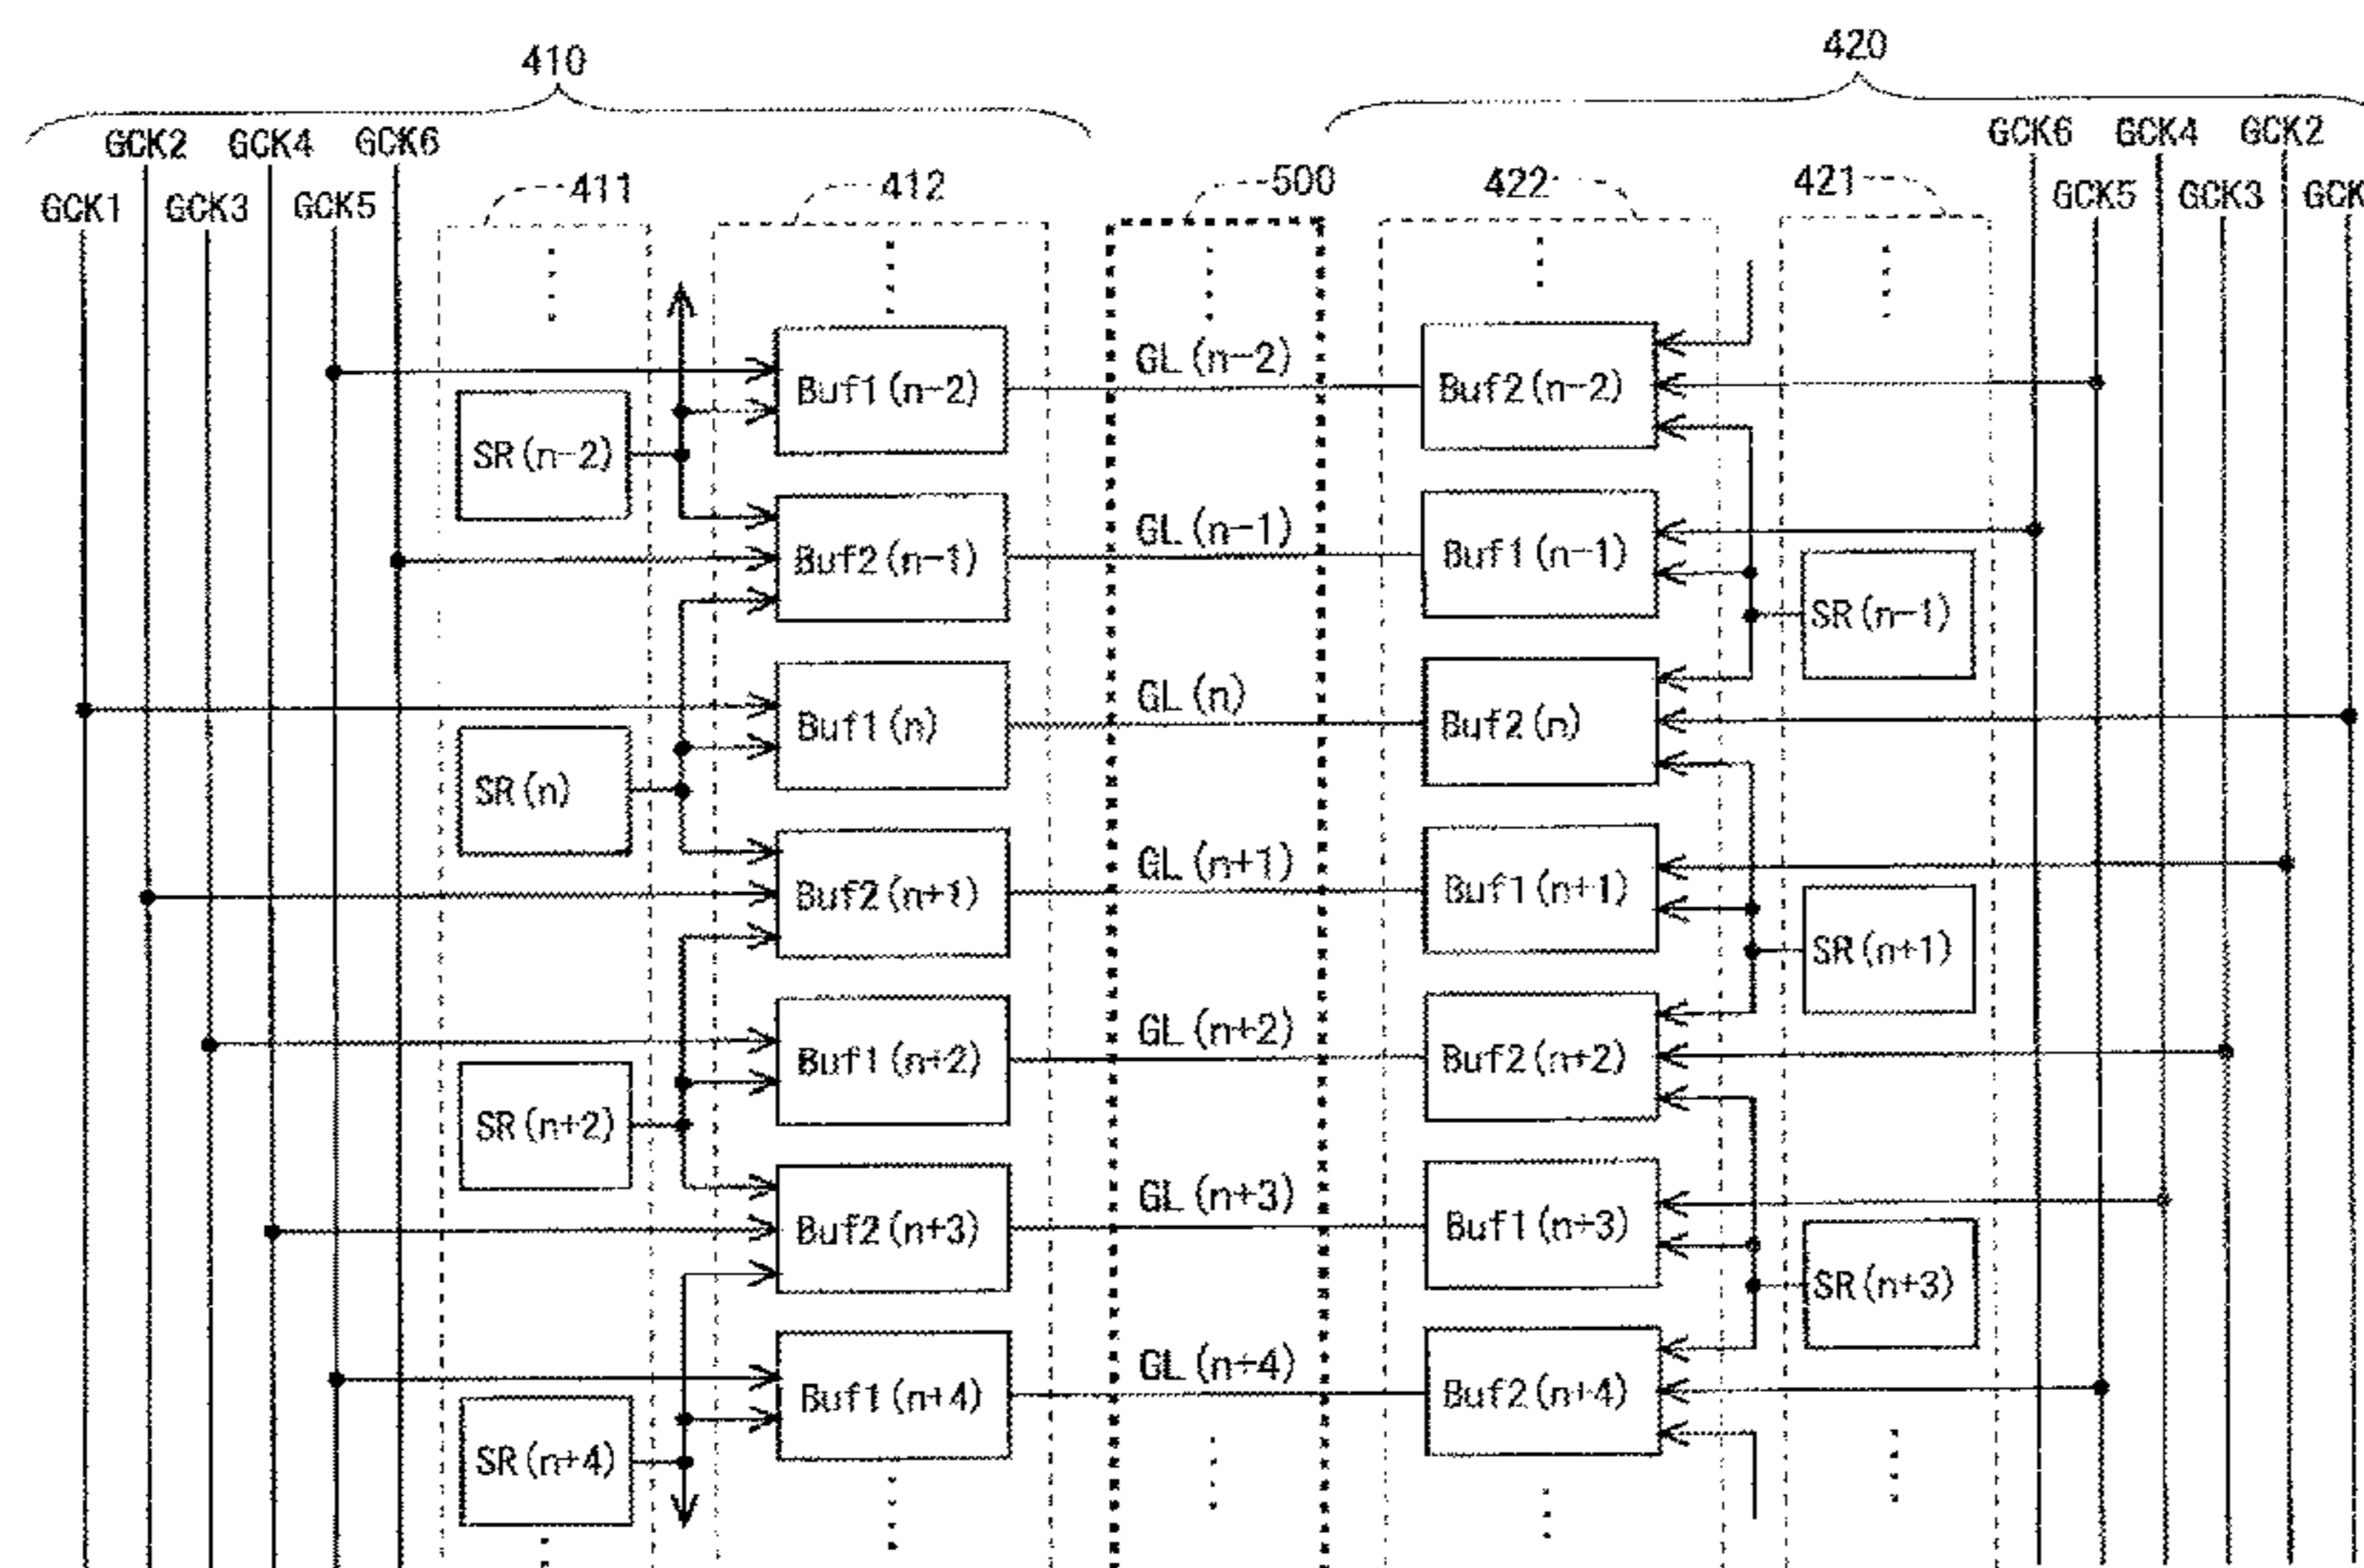 410
420
GCK2 GCK4 GCK6
GCK6 GCK4 GCK2
GCK1 GCK3 GCK5
411
412
500
422
421
GCK5 GCK3 GCK
Buf1(n-2)
GL(n-2)
Buf2(n-2)
SR(n-2)
Buf2(n-1)
GL(n-1)
Buf1(n-1)
SR(n-1)
Buf1(n)
GL(n)
Buf2(n)
SR(n)
Buf2(n+1)
GL(n+1)
Buf1(n+1)
SR(n+1)
Buf1(n+2)
GL(n+2)
Buf2(n+2)
SR(n+2)
Buf2(n+3)
GL(n+3)
Buf1(n+3)
SR(n+3)
Buf1(n+4)
GL(n+4)
Buf2(n+4)
SR(n+4)